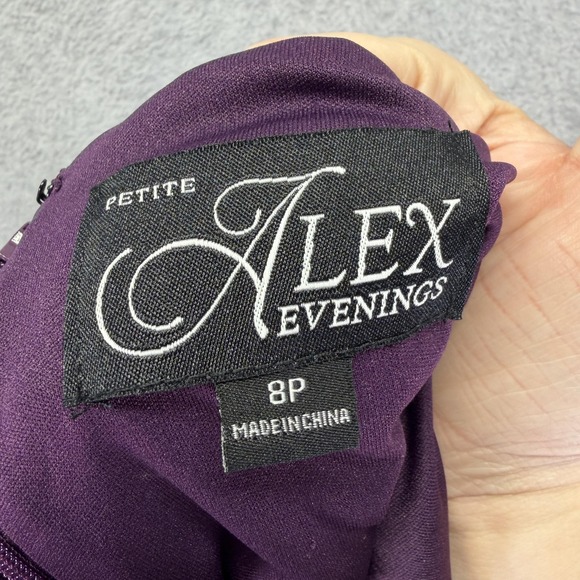 PETITE
ALEX
EVENINGS
8P
MADE IN CHINA